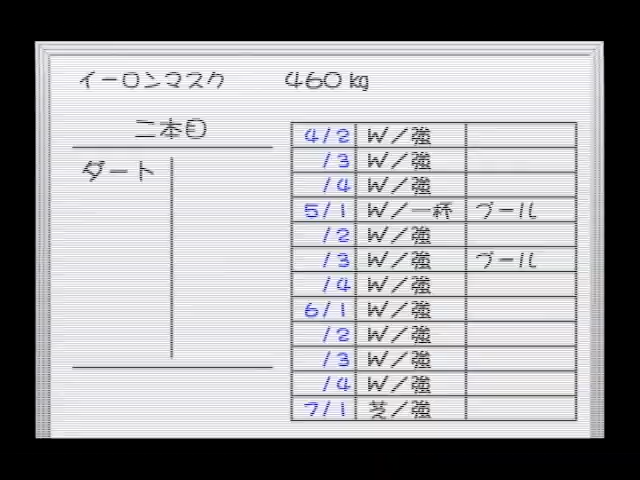 イーロンマスク 460kg
二本目
ダート
4/2 W/強
/3 W/強
/4 W/強
5/1 W/一杯 プール
/2 W/強
/3 W/強 プール
/4 W/強
6/1 W/強
/2 W/強
/3 W/強
/4 W/強
7/1 芝/強